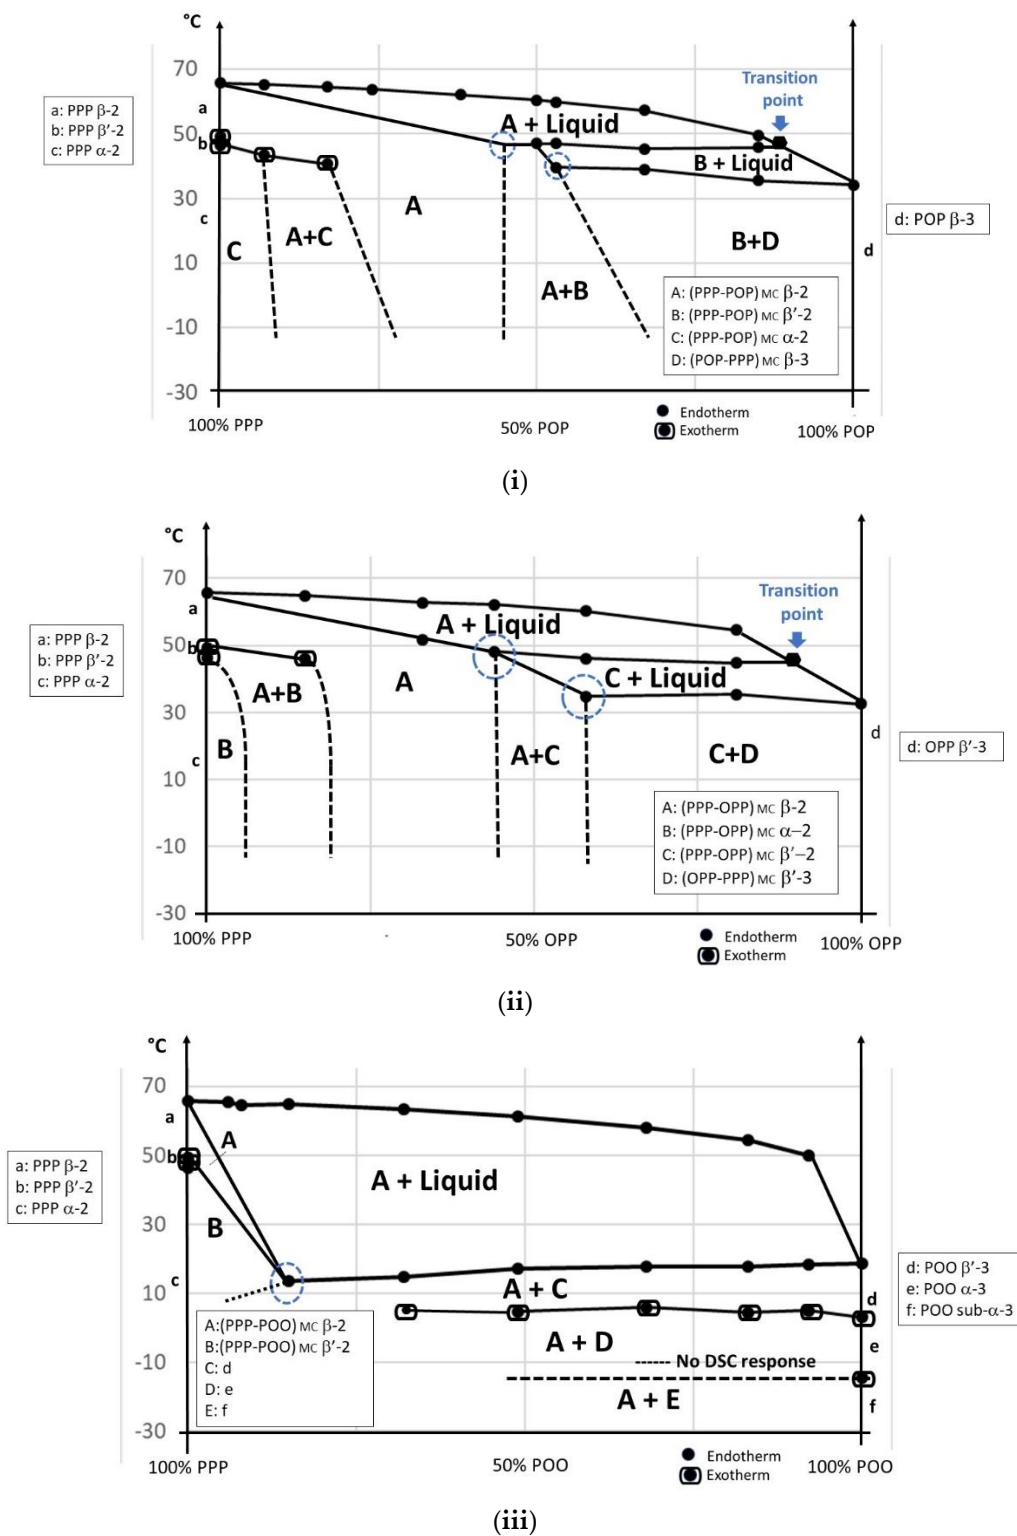 °C
70
50
30
10
-10
-30
a: PPP β-2
b: PPP β′-2
c: PPP α-2
a
b
c
Transition
point
A + Liquid
B + Liquid
A
C
A+C
A+B
B+D
d
d: POP β-3
A: (PPP-POP) MC β-2
B: (PPP-POP) MC β′-2
C: (PPP-POP) MC α-2
D: (POP-PPP) MC β-3
Endotherm
Exotherm
100% PPP
50% POP
100% POP
(i)
°C
70
50
30
10
-10
-30
a: PPP β-2
b: PPP β′-2
c: PPP α-2
a
b
c
Transition
point
A + Liquid
C + Liquid
A+B
A
B
A+C
C+D
d
d: OPP β′-3
A: (PPP-OPP) MC β-2
B: (PPP-OPP) MC α–2
C: (PPP-OPP) MC β′–2
D: (OPP-PPP) MC β′-3
Endotherm
Exotherm
100% PPP
50% OPP
100% OPP
(ii)
°C
70
50
30
10
-10
-30
a: PPP β-2
b: PPP β′-2
c: PPP α-2
a
b
c
A
A + Liquid
B
A + C
A + D
No DSC response
A + E
d
e
f
d: POO β′-3
e: POO α-3
f: POO sub-α-3
A:(PPP-POO) MC β-2
B:(PPP-POO) MC β′-2
C: d
D: e
E: f
Endotherm
Exotherm
100% PPP
50% POO
100% POO
(iii)